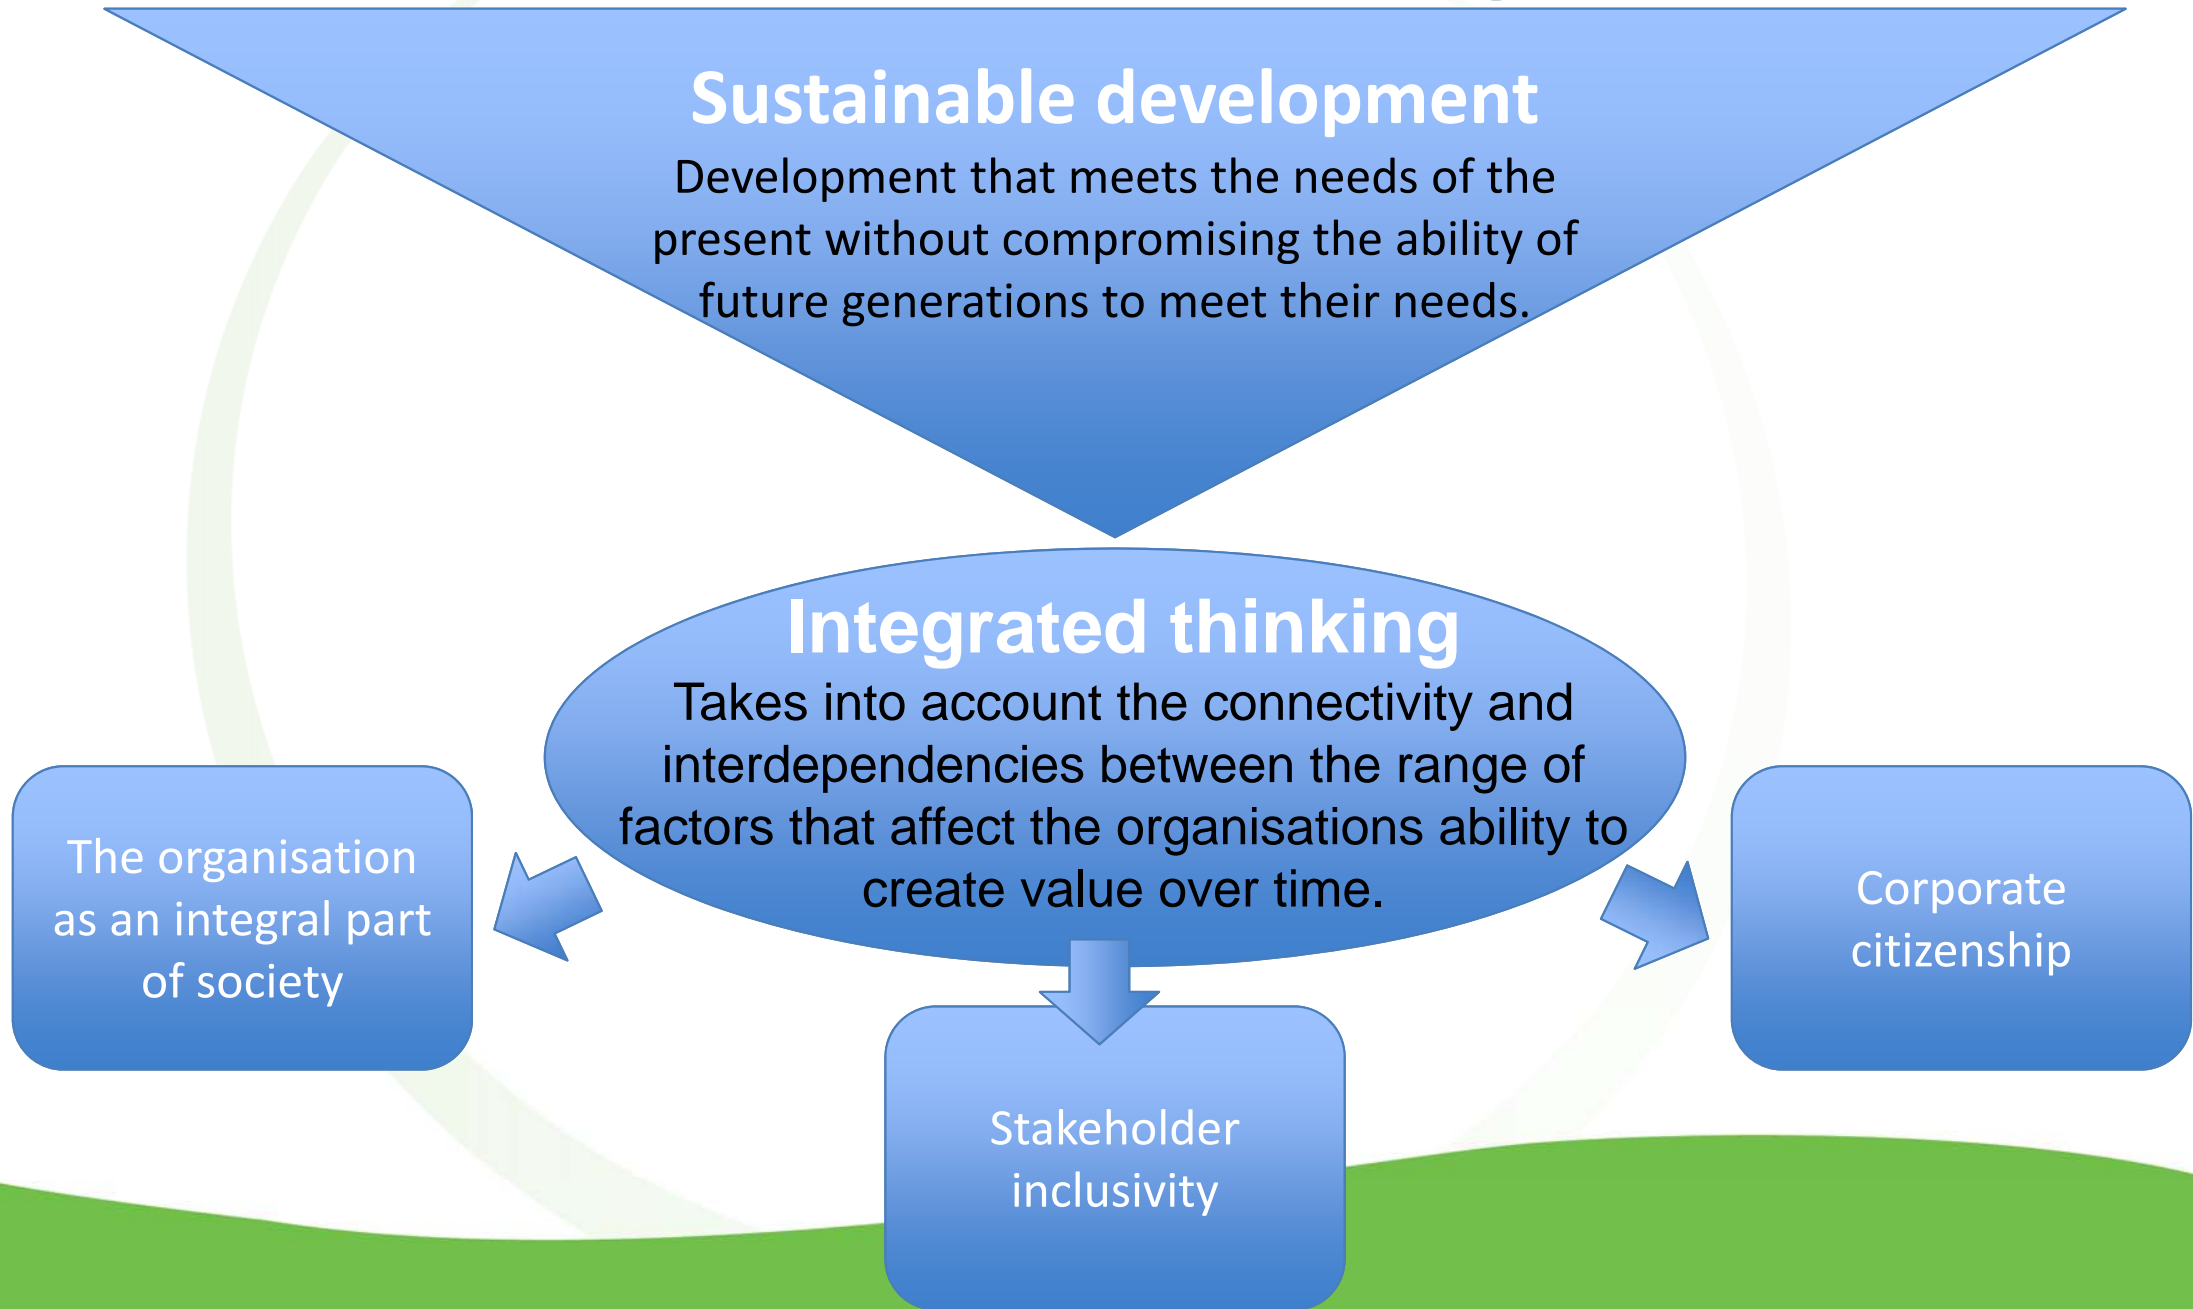 Sustainable development
Development that meets the needs of the
present without compromising the ability of
future generations to meet their needs.
Integrated thinking
Takes into account the connectivity and
interdependencies between the range of
factors that affect the organisations ability to
create value over time.
The organisation
as an integral part
of society
Stakeholder
inclusivity
Corporate
citizenship